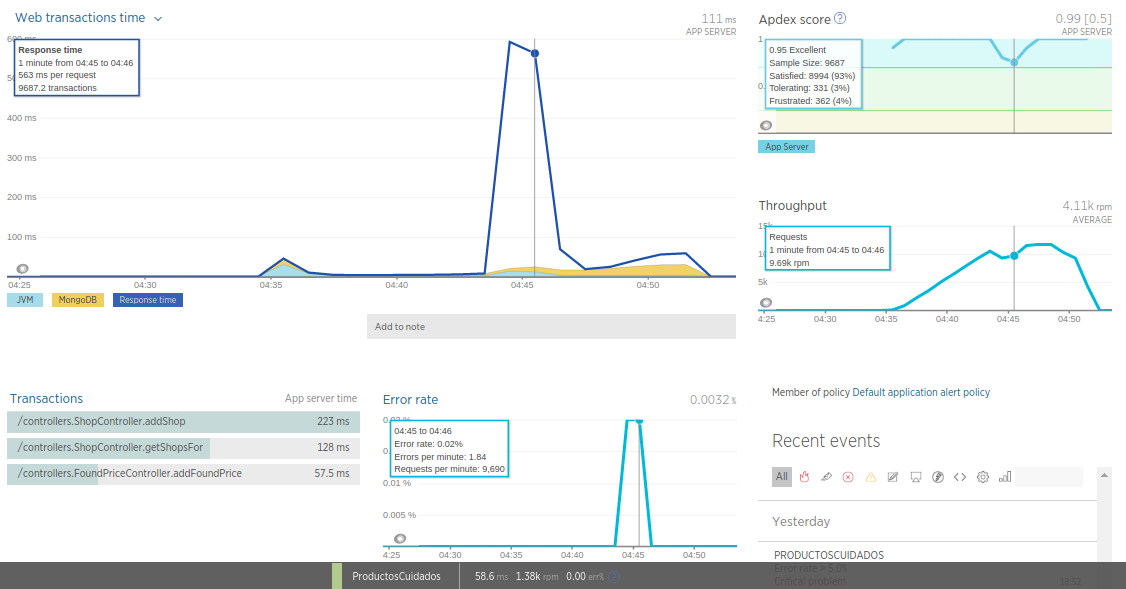 Web transactions time
111 ms
APP SERVER
600 ms
Response time
1 minute from 04:45 to 04:46
563 ms per request
9687.2 transactions
400 ms
300 ms
200 ms
100 ms
04:25 04:30 04:35 04:40 04:45 04:50
JVM MongoDB Response time
Add to note
Apdex score ?
0.99 [0.5]
APP SERVER
1
0.95 Excellent
Sample Size: 9687
Satisfied: 8994 (93%)
Tolerating: 331 (3%)
Frustrated: 362 (4%)
App Server
Throughput
4.11k rpm
AVERAGE
15k
Requests
1 minute from 04:45 to 04:46
9.69k rpm
5k
4:25 04:30 04:35 04:40 04:45 04:50
Transactions App server time
/controllers.ShopController.addShop 223 ms
/controllers.ShopController.getShopsFor 128 ms
/controllers.FoundPriceController.addFoundPrice 57.5 ms
Error rate 0.0032 %
04:45 to 04:46
Error rate: 0.02%
Errors per minute: 1.84
Requests per minute: 9,690
0.01 %
0.005 %
4:25 04:30 04:35 04:40 04:45 04:50
Member of policy Default application alert policy
Recent events
All
Yesterday
PRODUCTOSCUIDADOS
Error rate > 5.0%
Critical problem 18:52
ProductosCuidados 58.6 ms 1.38k rpm 0.00 err%